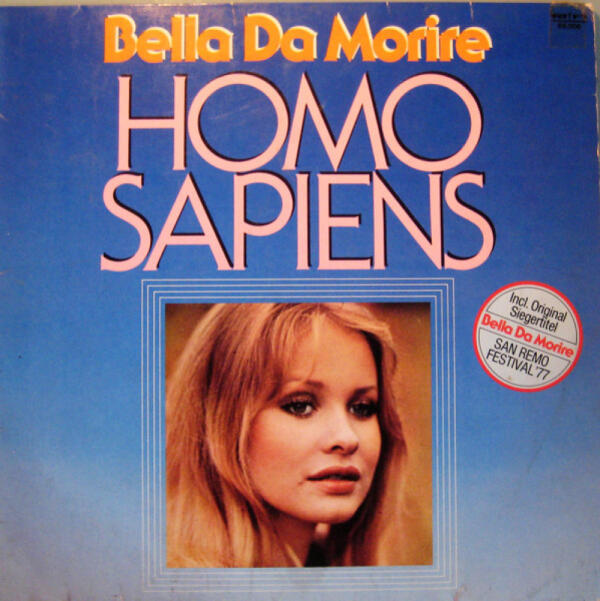 Bella Da Morire
HOMO
SAPIENS
Incl. Original
Siegertitel
Bella Da Morire
SAN REMO
FESTIVAL '77